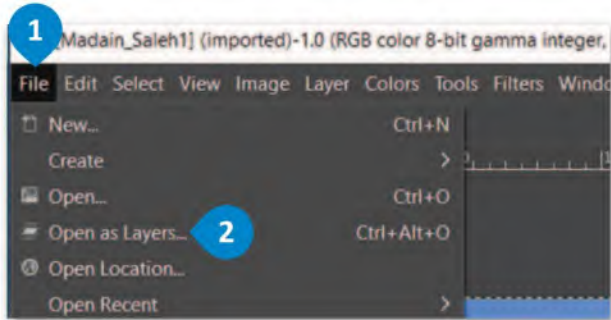 1
[Madain_Saleh1] (imported)-1.0 (RGB color 8-bit gamma integer,
File Edit Select View Image Layer Colors Tools Filters
New... Ctrl+N
Create >
Open... Ctrl+O
Open as Layers... 2 Ctrl+Alt+O
Open Location...
Open Recent >